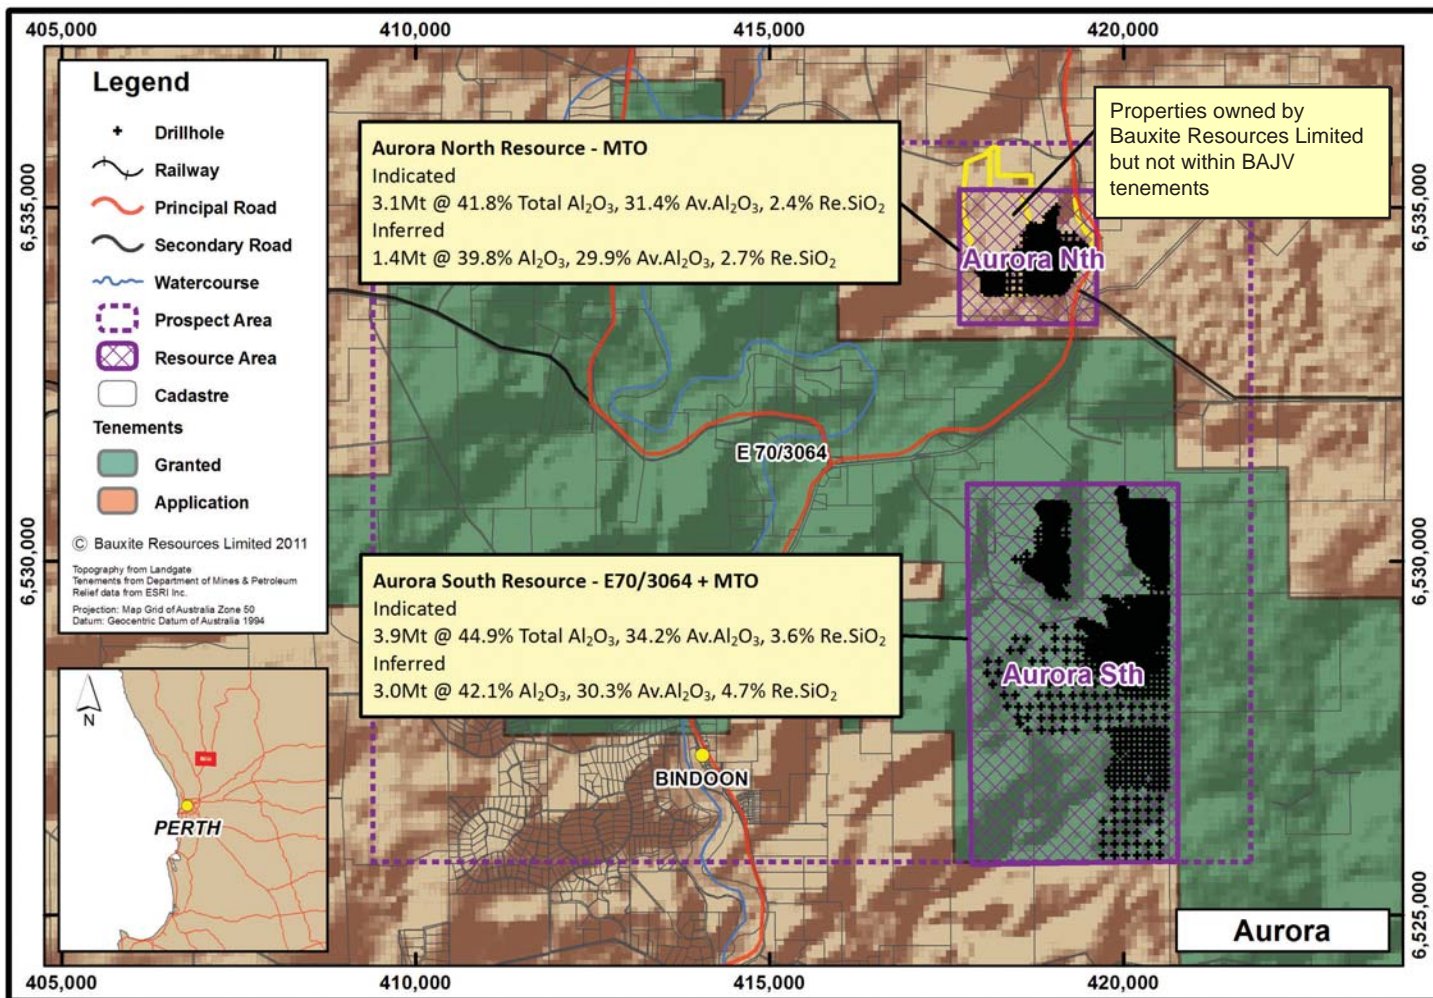 405,000
410,000
415,000
420,000
6,535,000
6,530,000
6,535,000
6,530,000
6,525,000
Legend
Drillhole
Railway
Principal Road
Secondary Road
Watercourse
Prospect Area
Resource Area
Cadastre
Tenements
Granted
Application
© Bauxite Resources Limited 2011
Topography from Landgate
Tenements from Department of Mines & Petroleum
Relief data from ESRI Inc.
Projection: Map Grid of Australia Zone 50
Datum: Geocentric Datum of Australia 1994
Aurora North Resource - MTO
Indicated
3.1Mt @ 41.8% Total Al₂O₃, 31.4% Av.Al₂O₃, 2.4% Re.SiO₂
Inferred
1.4Mt @ 39.8% Al₂O₃, 29.9% Av.Al₂O₃, 2.7% Re.SiO₂
Properties owned by
Bauxite Resources Limited
but not within BAJV
tenements
Aurora Nth
E 70/3064
Aurora South Resource - E70/3064 + MTO
Indicated
3.9Mt @ 44.9% Total Al₂O₃, 34.2% Av.Al₂O₃, 3.6% Re.SiO₂
Inferred
3.0Mt @ 42.1% Al₂O₃, 30.3% Av.Al₂O₃, 4.7% Re.SiO₂
Aurora Sth
BINDOON
N
PERTH
Aurora
405,000
410,000
415,000
420,000